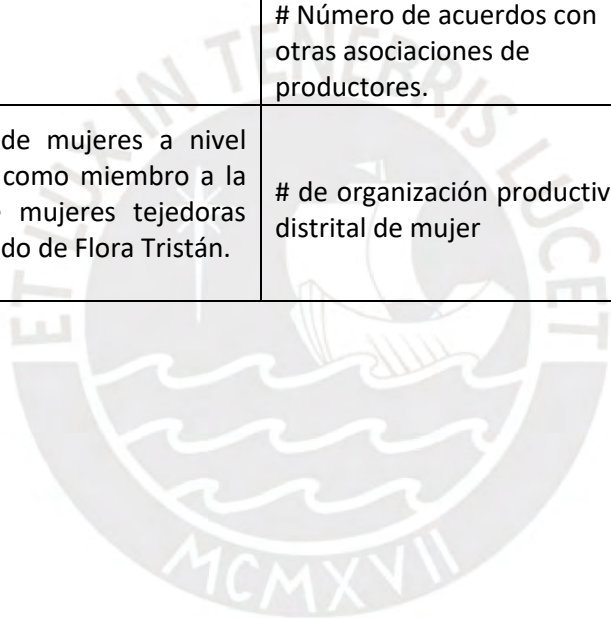 # Número de acuerdos con
otras asociaciones de
productores.
de mujeres a nivel
como miembro a la
mujeres tejedoras
do de Flora Tristán.
# de organización productiv
distrital de mujer
ET LUX IN TENEBRIS LUCET
MCMXVII